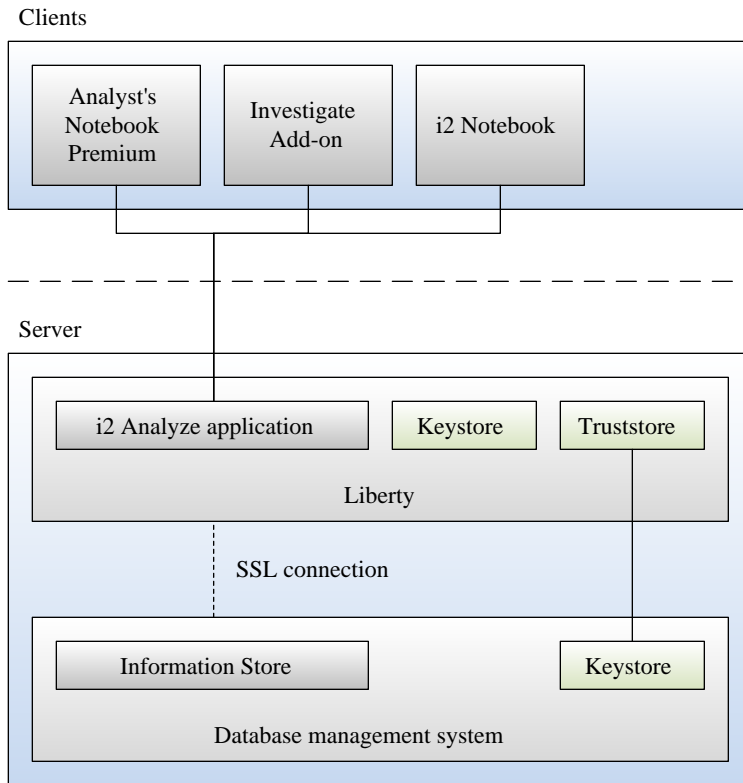 Clients
Analyst's
Notebook
Premium
Investigate
Add-on
i2 Notebook
Server
i2 Analyze application
Keystore
Truststore
Liberty
SSL connection
Information Store
Keystore
Database management system